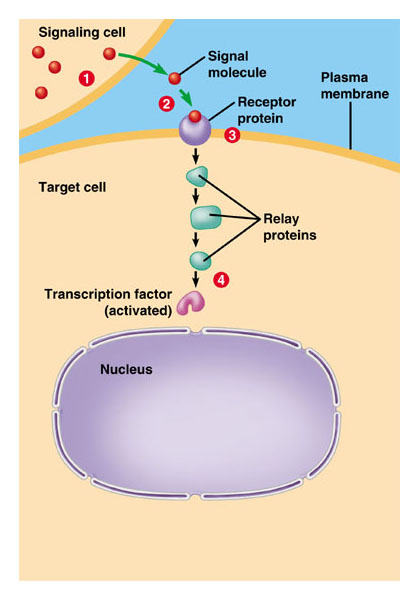 Signaling cell
1
Signal
molecule
Plasma
membrane
2
Receptor
protein
3
Target cell
Relay
proteins
4
Transcription factor
(activated)
Nucleus